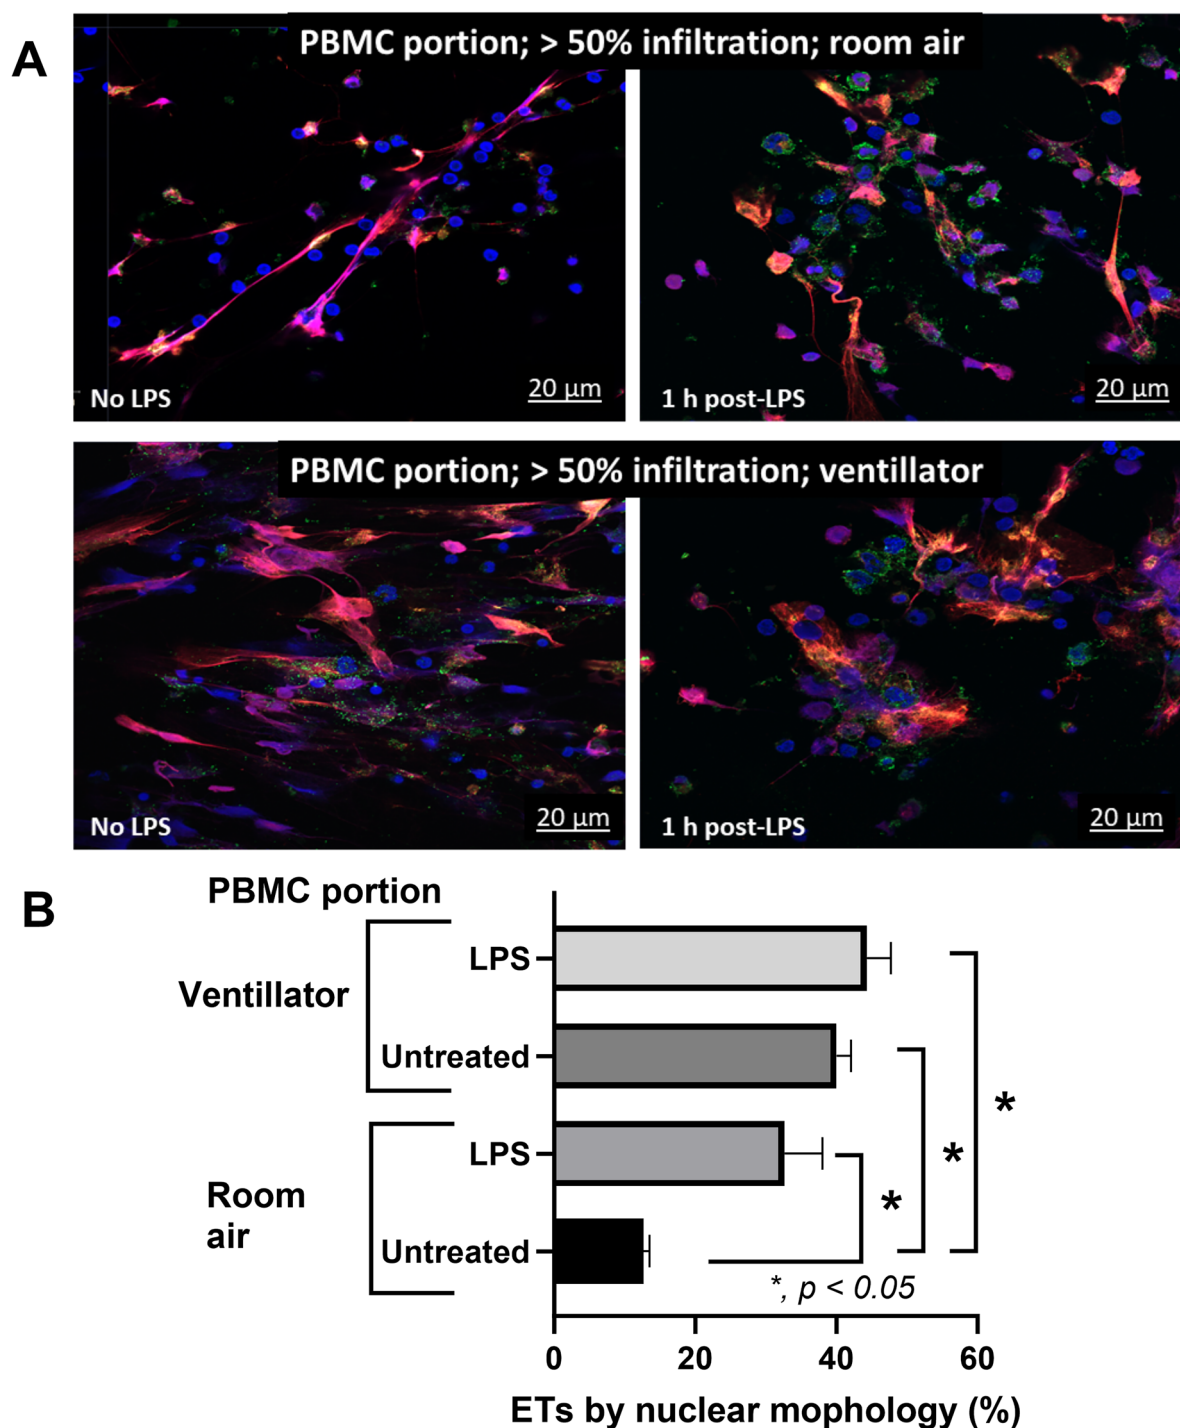 A
PBMC portion; > 50% infiltration; room air
No LPS
20 µm
1 h post-LPS
20 µm
PBMC portion; > 50% infiltration; ventillator
No LPS
20 µm
1 h post-LPS
20 µm
B
PBMC portion
Ventillator
LPS
Untreated
Room
air
LPS
Untreated
*
*
*
*, p < 0.05
0 20 40 60
ETs by nuclear mophology (%)